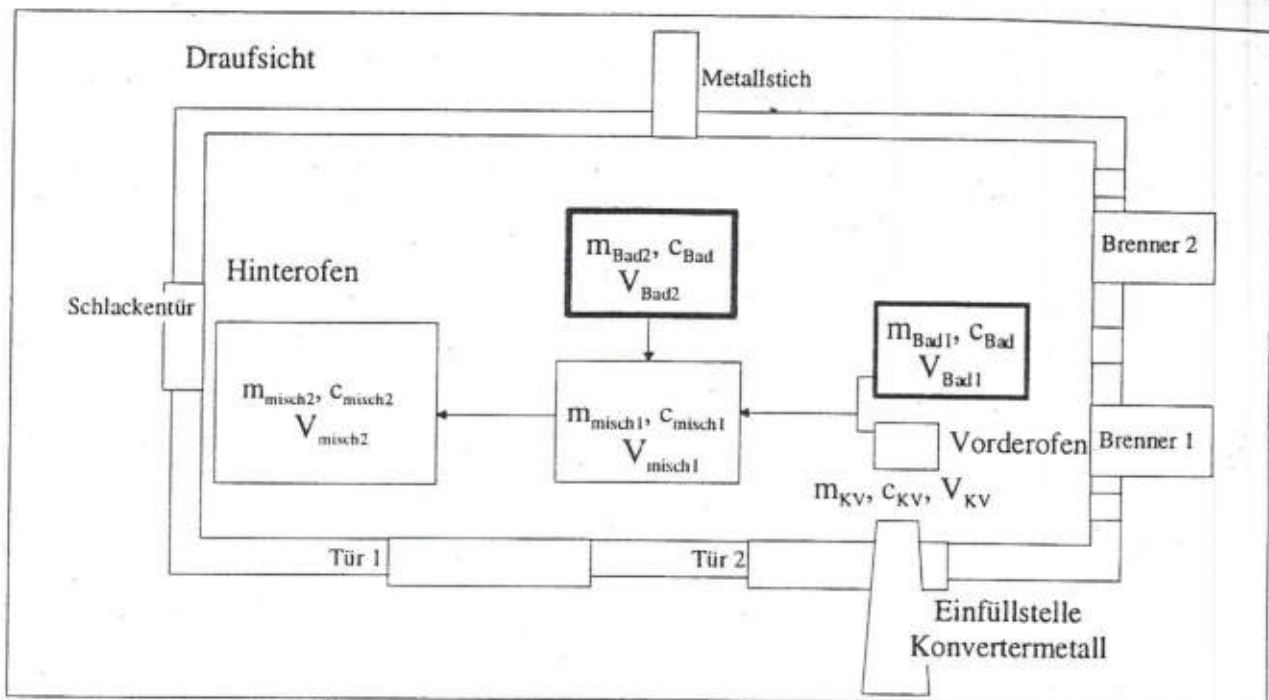 Draufsicht
Metallstich
m_Bad2, c_Bad
V_Bad2
Brenner 2
Hinterofen
Schlackentür
m_Bad1, c_Bad
V_Bad1
m_misch2, c_misch2
V_misch2
m_misch1, c_misch1
V_misch1
Vorderofen
Brenner 1
m_KV, c_KV, V_KV
Tür 1
Tür 2
Einfüllstelle
Konvertermetall